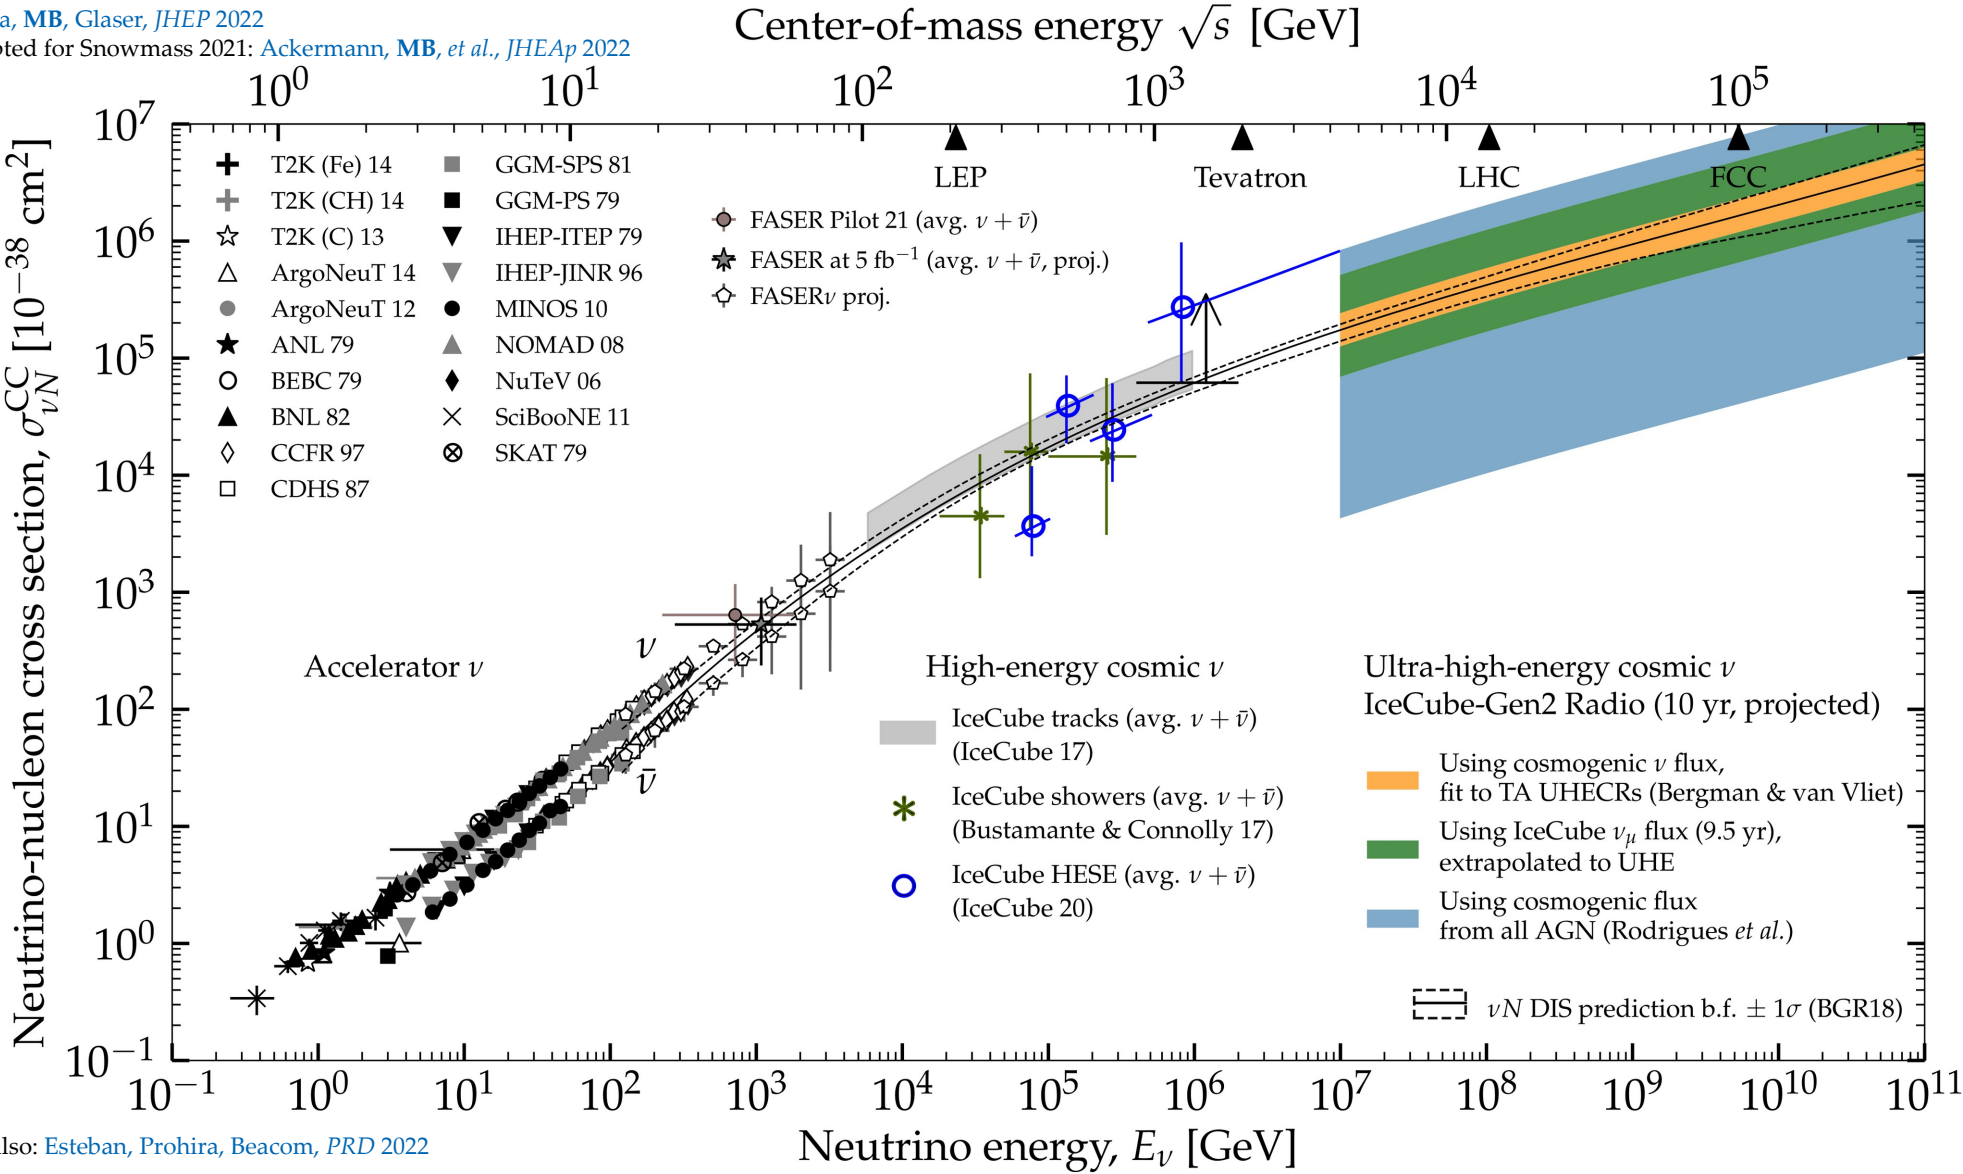 a, MB, Glaser, JHEP 2022
pted for Snowmass 2021: Ackermann, MB, et al., JHEAp 2022
Center-of-mass energy √s [GeV]
10⁰ 10¹ 10² 10³ 10⁴ 10⁵
LEP Tevatron LHC FCC
Neutrino-nucleon cross section, σ_νN^CC [10⁻³⁸ cm²]
10⁷
10⁶
10⁵
10⁴
10³
10²
10¹
10⁰
10⁻¹
T2K (Fe) 14
T2K (CH) 14
T2K (C) 13
ArgoNeuT 14
ArgoNeuT 12
ANL 79
BEBC 79
BNL 82
CCFR 97
CDHS 87
GGM-SPS 81
GGM-PS 79
IHEP-ITEP 79
IHEP-JINR 96
MINOS 10
NOMAD 08
NuTeV 06
SciBooNE 11
SKAT 79
FASER Pilot 21 (avg. ν + ν̄)
FASER at 5 fb⁻¹ (avg. ν + ν̄, proj.)
FASERν proj.
Accelerator ν
ν
ν̄
High-energy cosmic ν
IceCube tracks (avg. ν + ν̄)
(IceCube 17)
IceCube showers (avg. ν + ν̄)
(Bustamante & Connolly 17)
IceCube HESE (avg. ν + ν̄)
(IceCube 20)
Ultra-high-energy cosmic ν
IceCube-Gen2 Radio (10 yr, projected)
Using cosmogenic ν flux,
fit to TA UHECRs (Bergman & van Vliet)
Using IceCube ν_μ flux (9.5 yr),
extrapolated to UHE
Using cosmogenic flux
from all AGN (Rodrigues et al.)
νN DIS prediction b.f. ± 1σ (BGR18)
10⁻¹ 10⁰ 10¹ 10² 10³ 10⁴ 10⁵ 10⁶ 10⁷ 10⁸ 10⁹ 10¹⁰ 10¹¹
Neutrino energy, E_ν [GeV]
lso: Esteban, Prohira, Beacom, PRD 2022